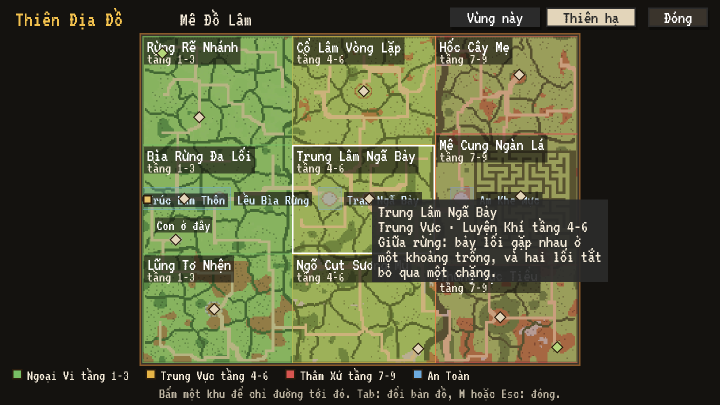 Thiên Địa Đồ
Mê Đồ Lâm
Vùng này
Thiên hạ
Đóng
Rừng Rẽ Nhánh
tầng 1-3
Cổ Lâm Vòng Lặp
tầng 4-6
Hốc Cây Mẹ
tầng 7-9
Bìa Rừng Đa Lối
tầng 1-3
Trung Lâm Ngã Bảy
tầng 4-6
Mê Cung Ngàn Lá
tầng 7-9
Thôn
Lều Bìa Rừng
Con ở đây
Trung Lâm Ngã Bảy
Trung Vực · Luyện Khí tầng 4-6
Giữa rừng: bảy lối gặp nhau ở
một khoảng trống, và hai lối tắt
bỏ qua một chặng.
Lũng Tơ Nhện
tầng 1-3
Ngõ Cụt
tầng 4-6
tầng 7-9
Ngoại Vi tầng 1-3
Trung Vực tầng 4-6
Thâm Xứ tầng 7-9
An Toàn
Bấm một khu để chỉ đường tới đó. Tab: đổi bản đồ, M hoặc Esc: đóng.